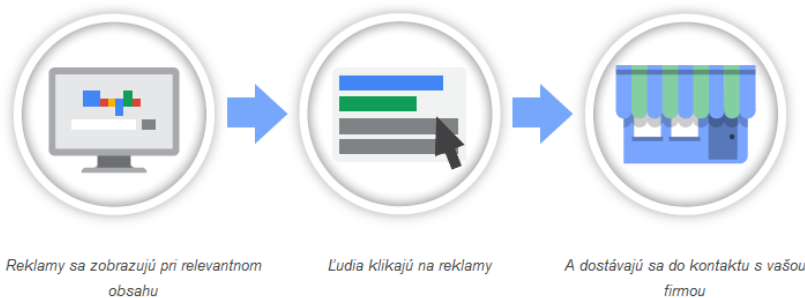 Reklamy sa zobrazujú pri relevantnom
obsahu
Ľudia klikajú na reklamy
A dostávajú sa do kontaktu s vašou
firmou